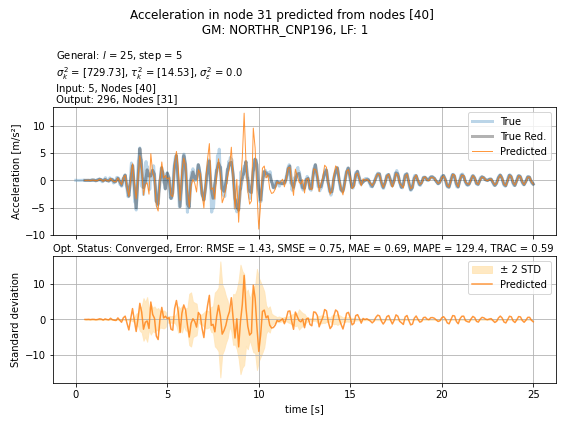 Acceleration in node 31 predicted from nodes [40]
GM: NORTHR_CNP196, LF: 1
General: l = 25, step = 5
σ²ₖ = [729.73], τ²ₖ = [14.53], σ²ε = 0.0
Input: 5, Nodes [40]
Output: 296, Nodes [31]
Acceleration [m/s²]
10
5
0
−5
−10
True
True Red.
Predicted
Opt. Status: Converged, Error: RMSE = 1.43, SMSE = 0.75, MAE = 0.69, MAPE = 129.4, TRAC = 0.59
Standard deviation
10
0
−10
± 2 STD
Predicted
0 5 10 15 20 25
time [s]